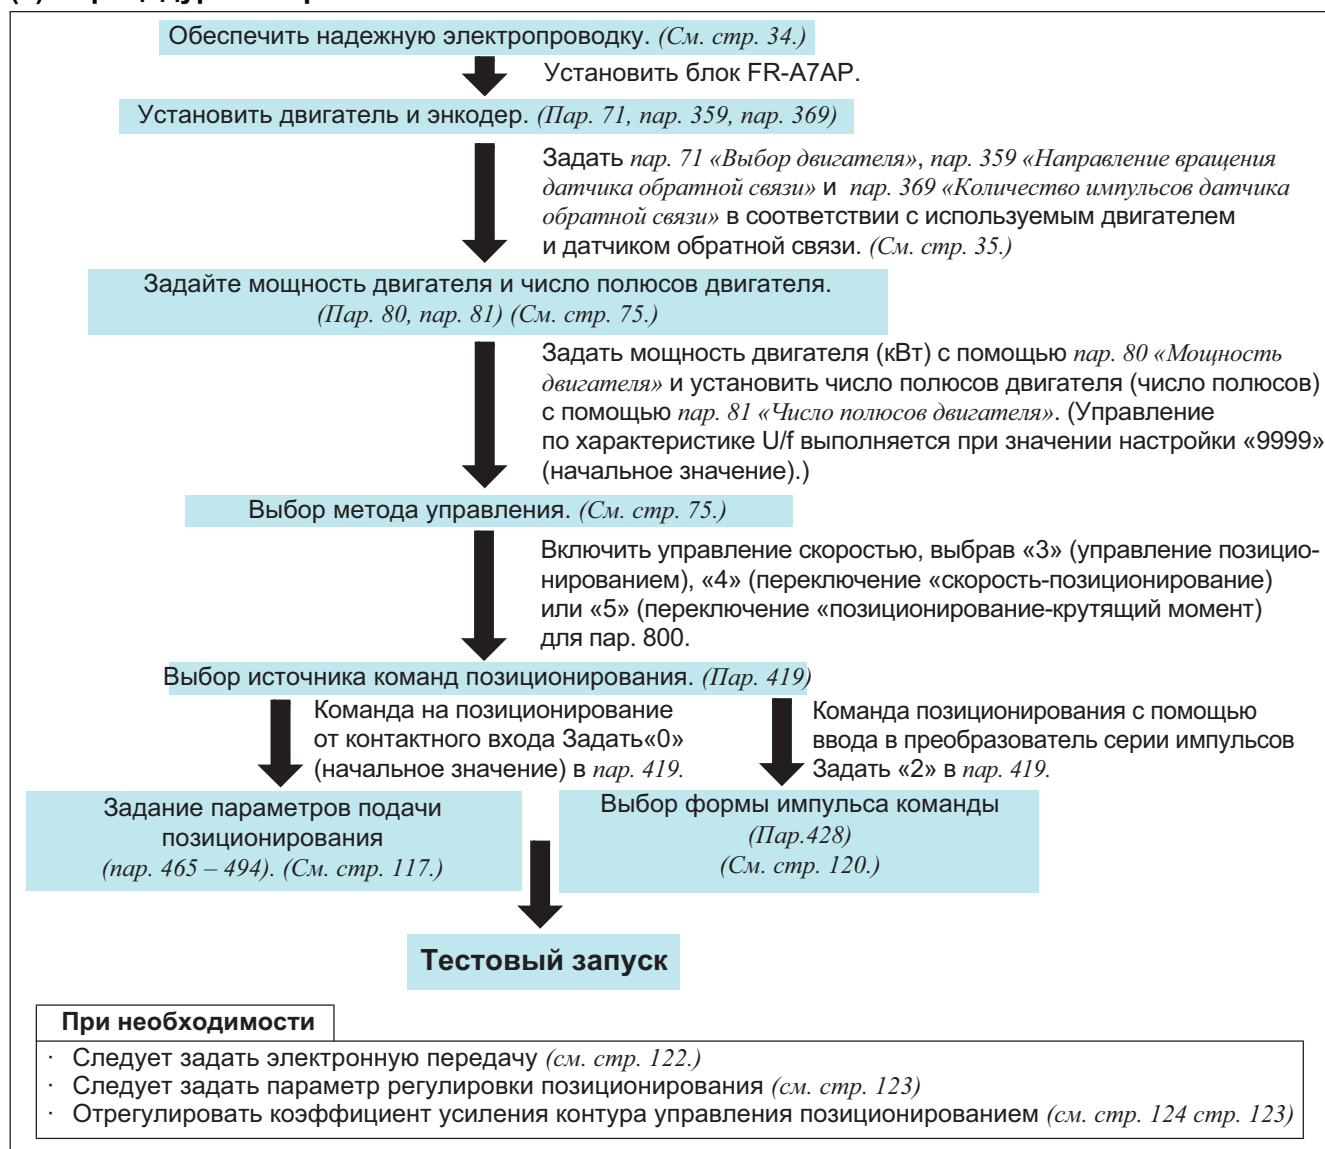 Обеспечить надежную электропроводку. (См. стр. 34.)
Установить блок FR-A7AP.
Установить двигатель и энкодер. (Пар. 71, пар. 359, пар. 369)
Задать пар. 71 «Выбор двигателя», пар. 359 «Направление вращения
датчика обратной связи» и пар. 369 «Количество импульсов датчика
обратной связи» в соответствии с используемым двигателем
и датчиком обратной связи. (См. стр. 35.)
Задайте мощность двигателя и число полюсов двигателя.
(Пар. 80, пар. 81) (См. стр. 75.)
Задать мощность двигателя (кВт) с помощью пар. 80 «Мощность
двигателя» и установить число полюсов двигателя (число полюсов)
с помощью пар. 81 «Число полюсов двигателя». (Управление
по характеристике U/f выполняется при значении настройки «9999»
(начальное значение).)
Выбор метода управления. (См. стр. 75.)
Включить управление скоростью, выбрав «3» (управление позицио-
нированием), «4» (переключение «скорость-позиционирование)
или «5» (переключение «позиционирование-крутящий момент)
для пар. 800.
Выбор источника команд позиционирования. (Пар. 419)
Команда на позиционирование
от контактного входа Задать«0»
(начальное значение) в пар. 419.
Команда позиционирования с помощью
ввода в преобразователь серии импульсов
Задать «2» в пар. 419.
Задание параметров подачи
позиционирования
(пар. 465 – 494). (См. стр. 117.)
Выбор формы импульса команды
(Пар.428)
(См. стр. 120.)
Тестовый запуск
При необходимости
· Следует задать электронную передачу (см. стр. 122.)
· Следует задать параметр регулировки позиционирования (см. стр. 123)
· Отрегулировать коэффициент усиления контура управления позиционированием (см. стр. 124 стр. 123)